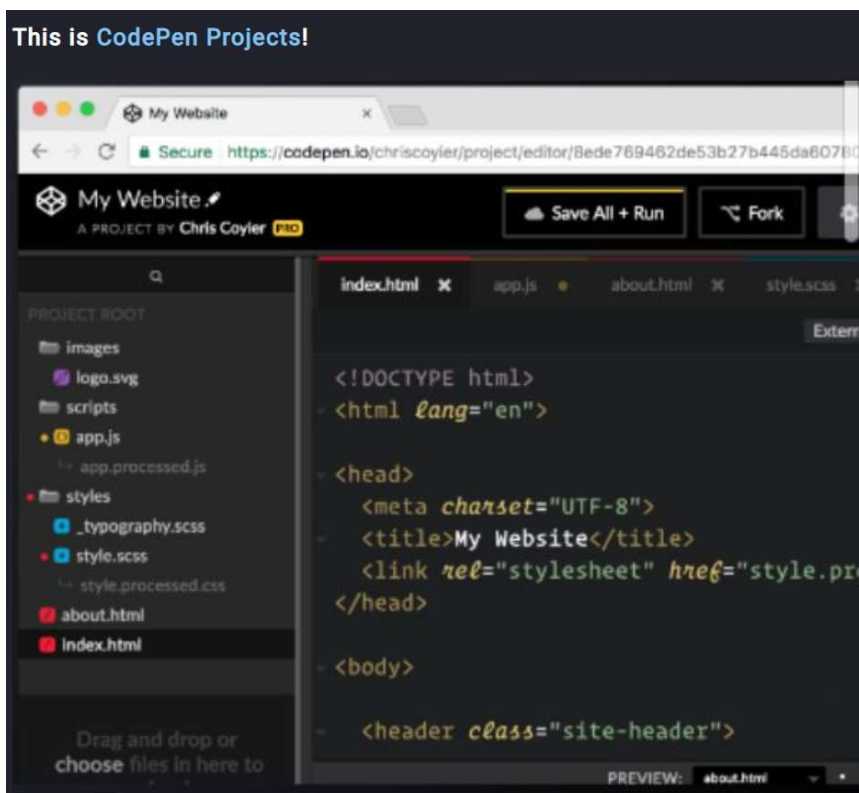 This is CodePen Projects!
My Website
Secure https://codepen.io/chriscoyier/project/editor/8ede769462de53b27b445da6078
My Website
A PROJECT BY Chris Coyier PRO
Save All + Run
Fork
index.html
app.js
about.html
style.scss
PROJECT ROOT
Extern
images
logo.svg
scripts
app.js
app.processed.js
styles
_typography.scss
style.scss
style.processed.css
about.html
index.html
<!DOCTYPE html>
<html lang="en">
<head>
<meta charset="UTF-8">
<title>My Website</title>
<link rel="stylesheet" href="style.pr
</head>
<body>
<header class="site-header">
Drag and drop or
choose files in here to
PREVIEW: about.html